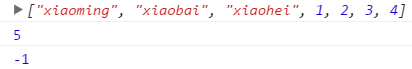 ▶ ["xiaoming", "xiaobai", "xiaohei", 1, 2, 3, 4]
5
-1